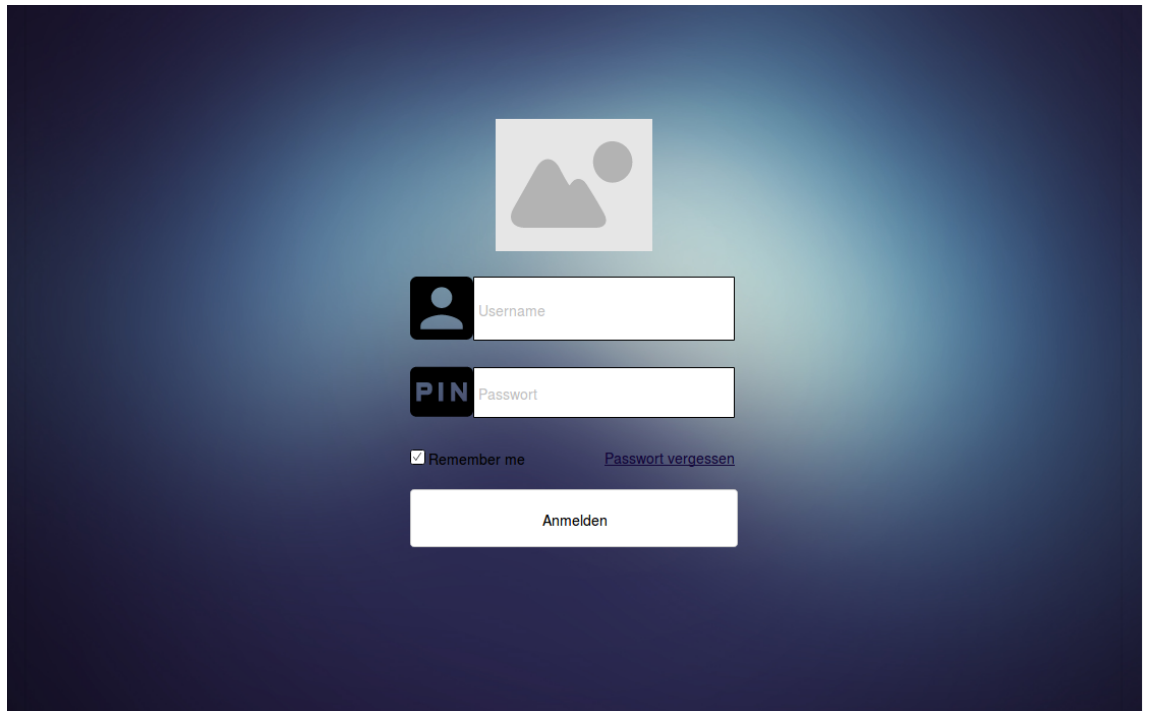 Username
PIN
Passwort
Remember me
Passwort vergessen
Anmelden